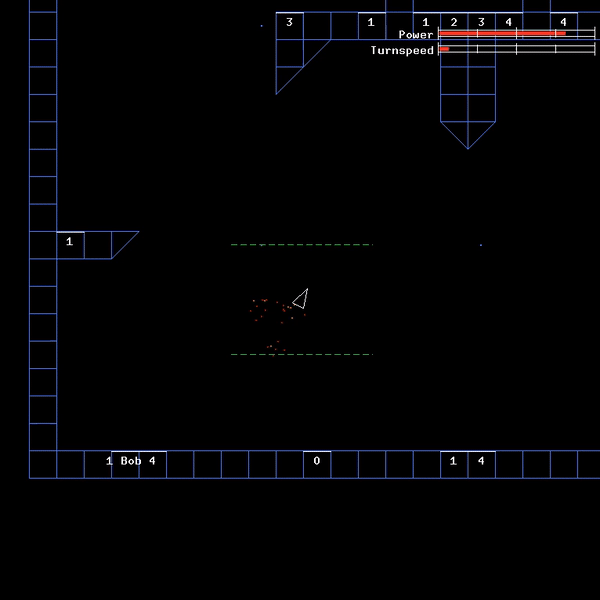 3 1 1 2 3 4 4
Power
Turnspeed
1
1 Bob 4 0 1 4